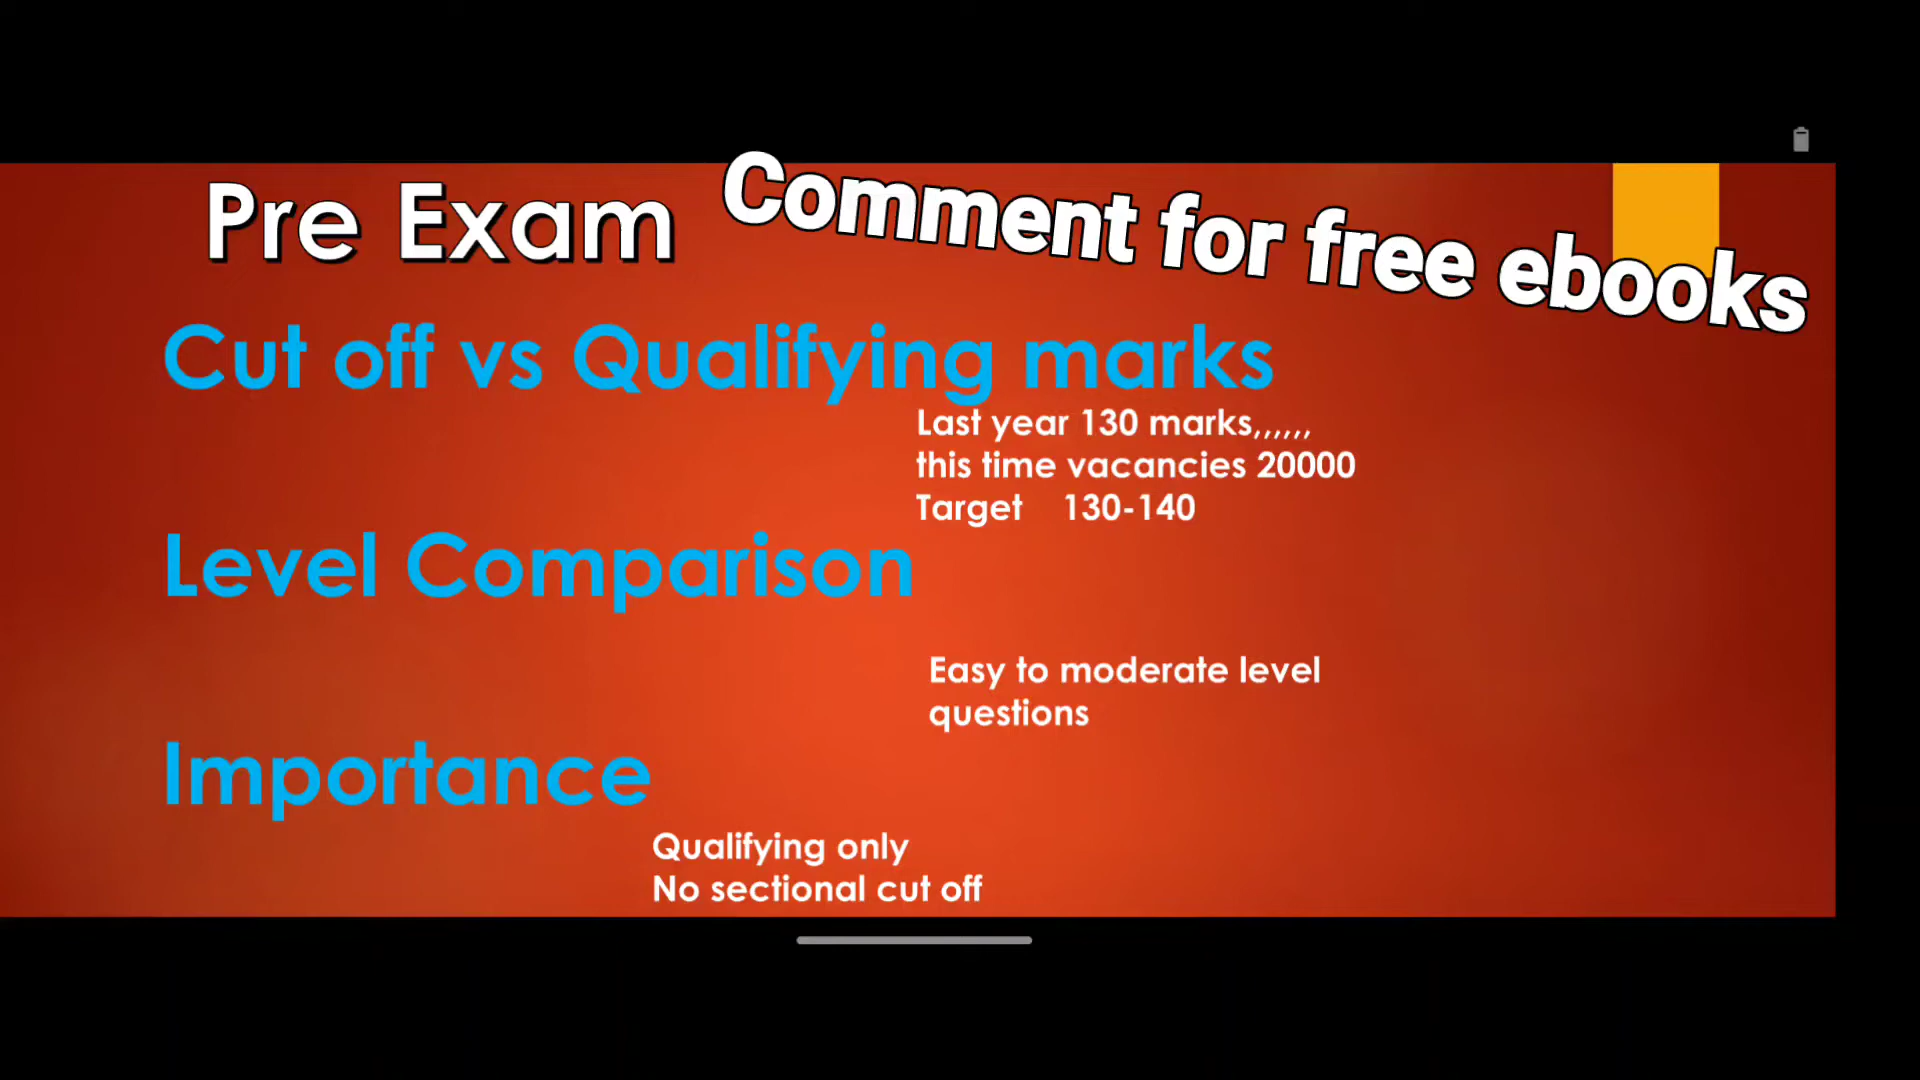 Pre Exam
Comment for free ebooks
Cut off vs Qualifying marks
Last year 130 marks,,,,,,
this time vacancies 20000
Target 130-140
Level Comparison
Easy to moderate level
questions
Importance
Qualifying only
No sectional cut off